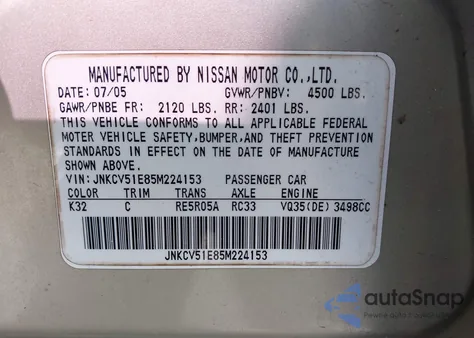 MANUFACTURED BY NISSAN MOTOR CO.,LTD.
DATE: 07/05 GVWR/PNBV: 4500 LBS.
GAWR/PNBE FR: 2120 LBS. RR: 2401 LBS.
THIS VEHICLE CONFORMS TO ALL APPLICABLE FEDERAL
MOTOR VEHICLE SAFETY, BUMPER, AND THEFT PREVENTION
STANDARDS IN EFFECT ON THE DATE OF MANUFACTURE
SHOWN ABOVE.
VIN: JNKCV51E85M224153 PASSENGER CAR
COLOR TRIM TRANS AXLE ENGINE
K32 C RE5R05A RC33 VQ35(DE) 3498CC
JNKCV51E85M224153
autoSnap